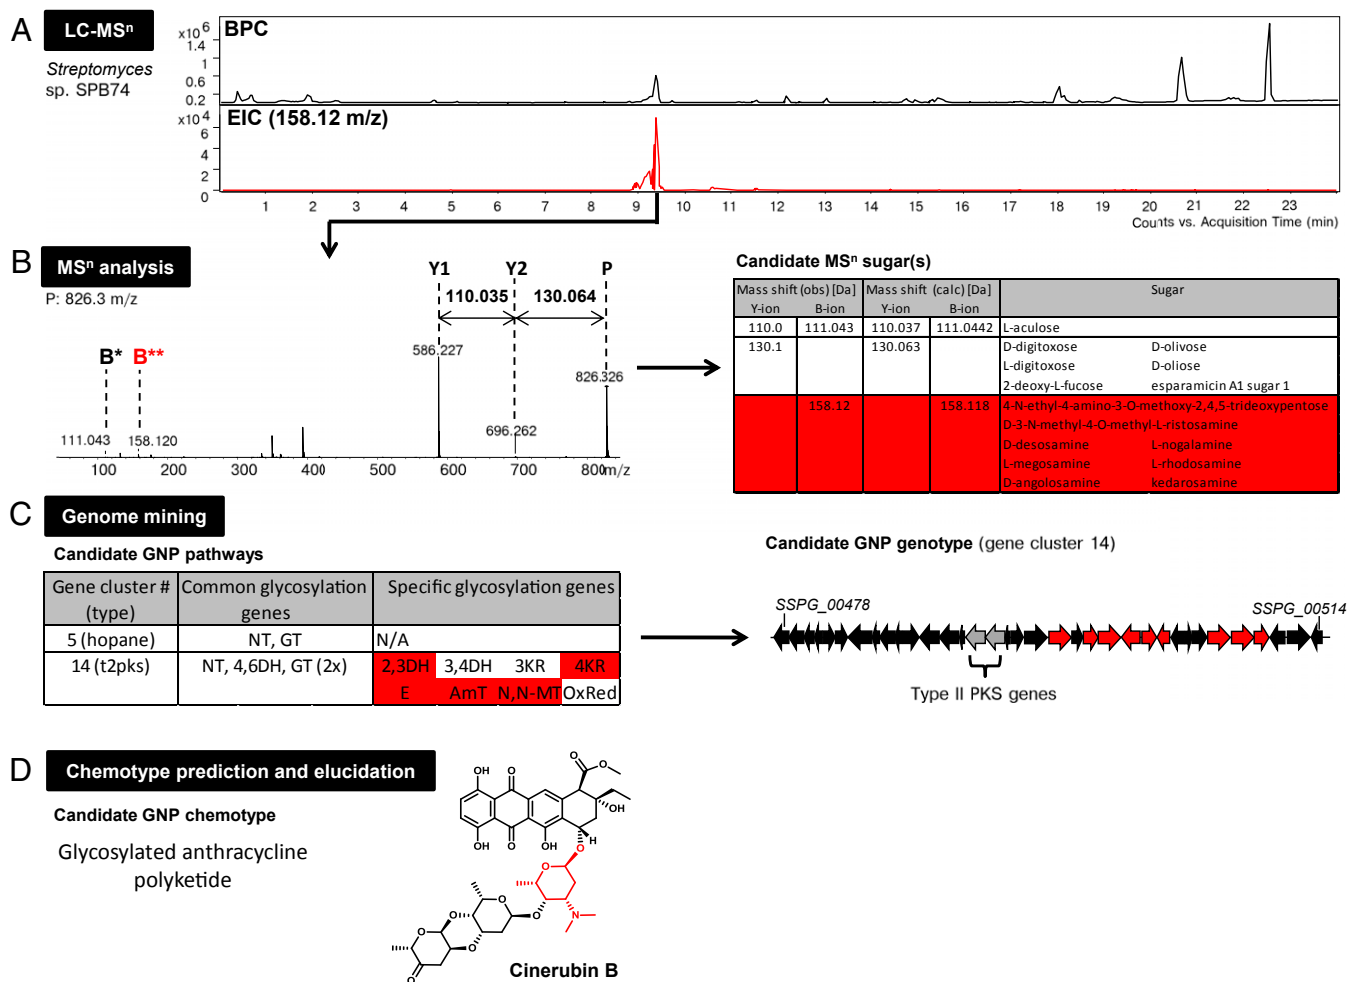 A
LC-MSⁿ
Streptomyces
sp. SPB74
x10⁶
1.4
1
0.6
0.2
BPC
x10⁴
6
4
2
0
EIC (158.12 m/z)
1 2 3 4 5 6 7 8 9 10 11 12 13 14 15 16 17 18 19 20 21 22 23
Counts vs. Acquisition Time (min)
B
MSⁿ analysis
P: 826.3 m/z
Y1 Y2 P
110.035 130.064
B* B**
586.227
826.326
696.262
111.043 158.120
100 200 300 400 500 600 700 800 m/z
Candidate MSⁿ sugar(s)
Mass shift (obs) [Da] Mass shift (calc) [Da] Sugar
Y-ion B-ion Y-ion B-ion
110.0 111.043 110.037 111.0442 L-aculose
130.1 130.063 D-digitoxose D-olivose
L-digitoxose D-oliose
2-deoxy-L-fucose esparamicin A1 sugar 1
158.12 158.118 4-N-ethyl-4-amino-3-O-methoxy-2,4,5-trideoxypentose
D-3-N-methyl-4-O-methyl-L-ristosamine
D-desosamine L-nogalamine
L-megosamine L-rhodosamine
D-angolosamine kedarosamine
C
Genome mining
Candidate GNP pathways
Gene cluster # Common glycosylation Specific glycosylation genes
(type) genes
5 (hopane) NT, GT N/A
14 (t2pks) NT, 4,6DH, GT (2x) 2,3DH 3,4DH 3KR 4KR
E AmT N,N-MT OxRed
Candidate GNP genotype (gene cluster 14)
SSPG_00478
SSPG_00514
Type II PKS genes
D
Chemotype prediction and elucidation
Candidate GNP chemotype
Glycosylated anthracycline
polyketide
OH O O O
OH
OH O OH H
O
O
N
O O O
O O
O
Cinerubin B